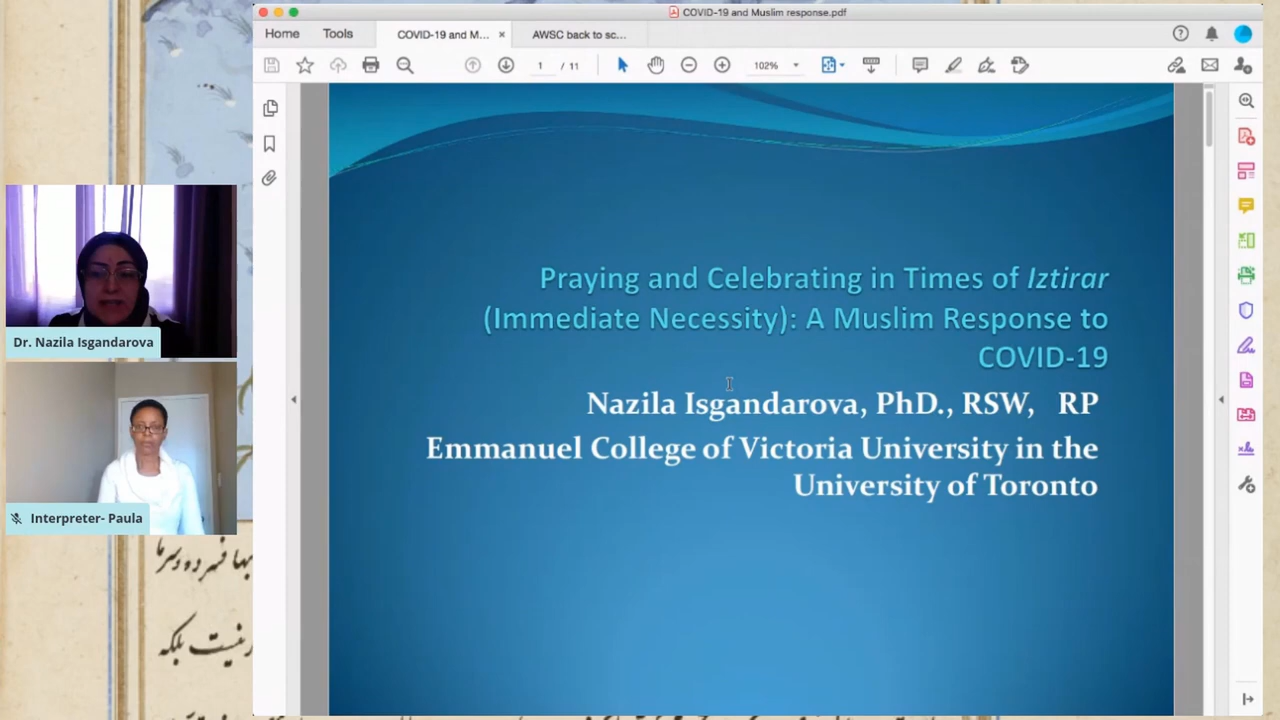 COVID-19 and Muslim response.pdf
Home
Tools
COVID-19 and M...
AWSC back to sc...
1
/ 11
102%
Praying and Celebrating in Times of Iztirar
(Immediate Necessity): A Muslim Response to
COVID-19
Nazila Isgandarova, PhD., RSW, RP
Emmanuel College of Victoria University in the
University of Toronto
Dr. Nazila Isgandarova
Interpreter- Paula
نیست بلکه